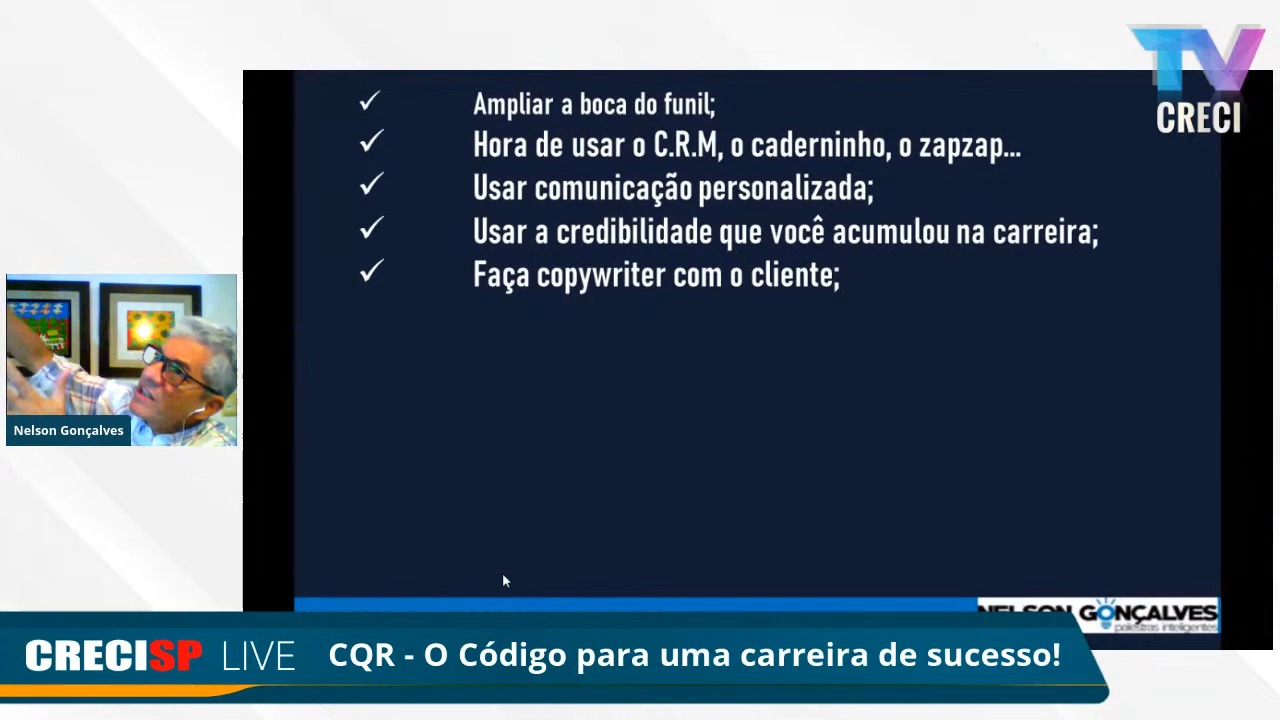 TV
CRECI
Ampliar a boca do funil;
Hora de usar o C.R.M, o caderninho, o zapzap...
Usar comunicação personalizada;
Usar a credibilidade que você acumulou na carreira;
Faça copywriter com o cliente;
Nelson Gonçalves
NELSON GONÇALVES
palestras inteligentes
CRECISP LIVE CQR - O Código para uma carreira de sucesso!